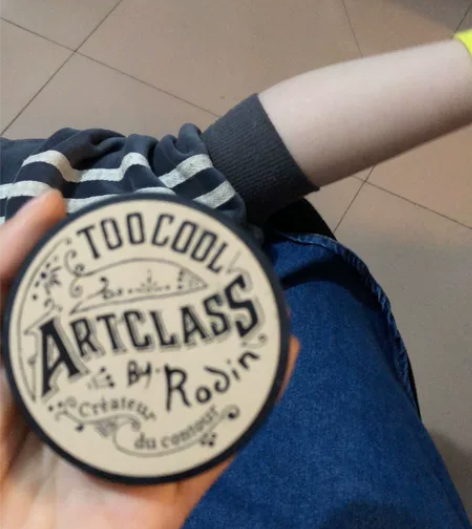 TOO COOL
ARTCLASS
By. Rodin
Créateur
du contour